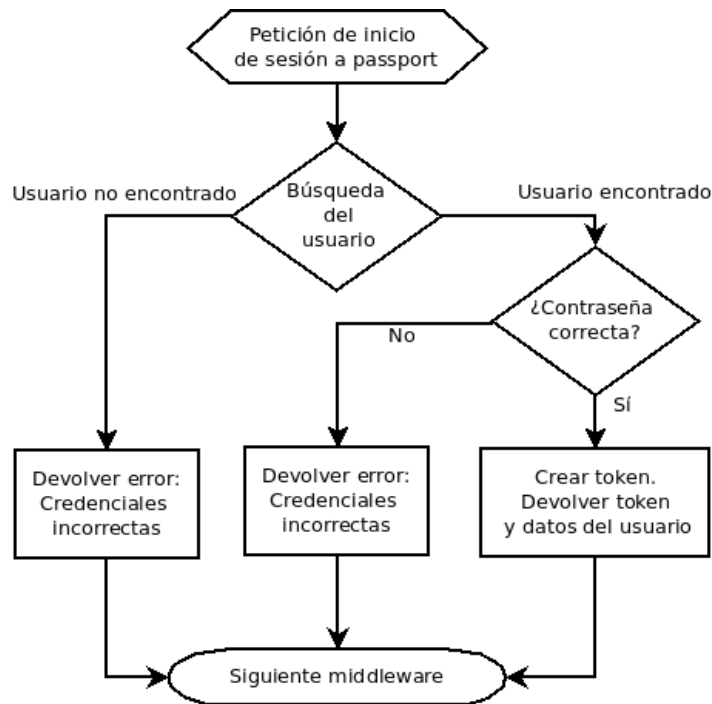 Petición de inicio
de sesión a passport
Usuario no encontrado
Búsqueda
del
usuario
Usuario encontrado
¿Contraseña
correcta?
No
Sí
Devolver error:
Credenciales
incorrectas
Devolver error:
Credenciales
incorrectas
Crear token.
Devolver token
y datos del usuario
Siguiente middleware